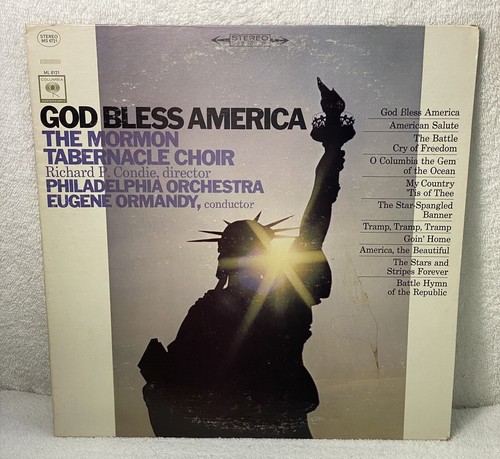 STEREO
MS 6721
STEREO
ML 6121
COLUMBIA
GOD BLESS AMERICA
THE MORMON
TABERNACLE CHOIR
Richard P. Condie, director
PHILADELPHIA ORCHESTRA
EUGENE ORMANDY, conductor
God Bless America
American Salute
The Battle
Cry of Freedom
O Columbia the Gem
of the Ocean
My Country
'Tis of Thee
The Star-Spangled
Banner
Tramp, Tramp, Tramp
Goin' Home
America, the Beautiful
The Stars and
Stripes Forever
Battle Hymn
of the Republic